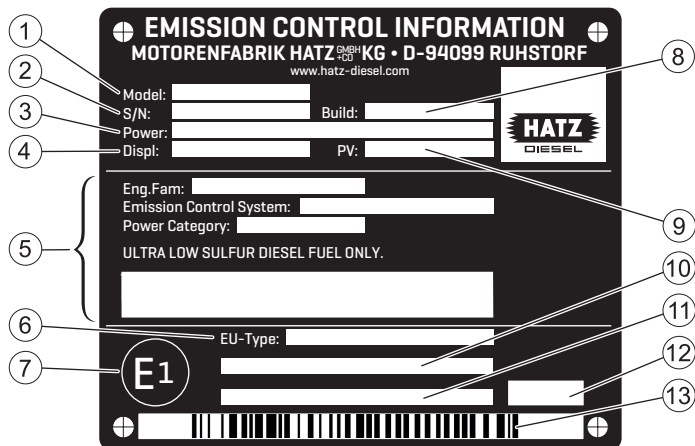 EMISSION CONTROL INFORMATION
MOTORENFABRIK HATZ GMBH +CO KG • D-94099 RUHSTORF
www.hatz-diesel.com
1
Model:
2
S/N: Build:
8
3
Power:
4
Displ: PV:
9
HATZ
DIESEL
5
Eng.Fam:
Emission Control System:
Power Category:
ULTRA LOW SULFUR DIESEL FUEL ONLY.
6
EU-Type:
10
7
E1
11
12
13